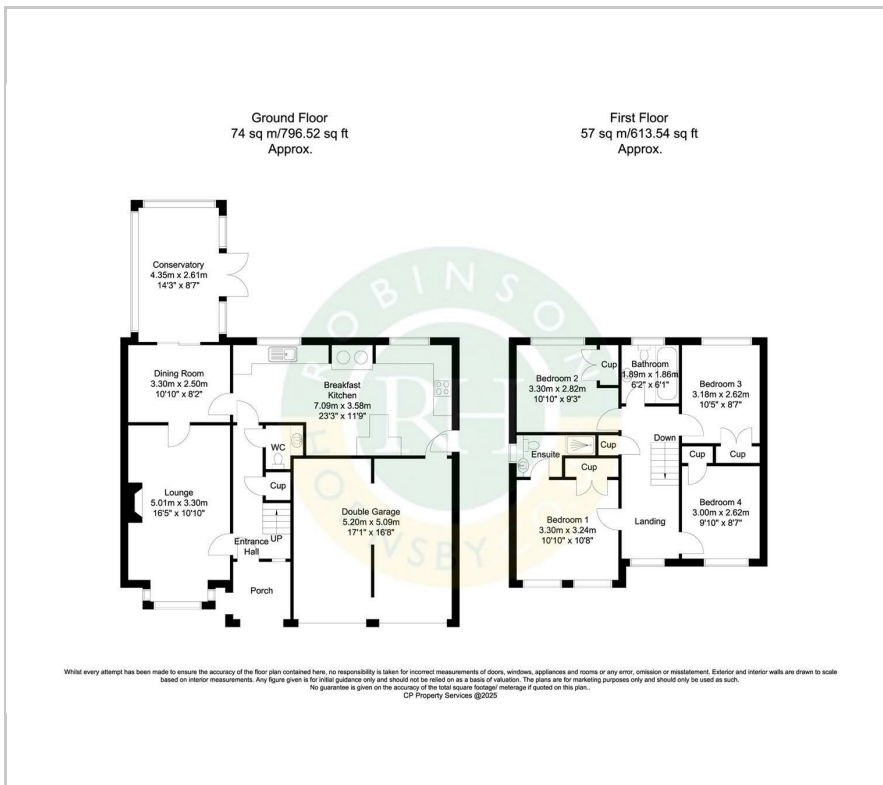 Ground Floor
74 sq m/796.52 sq ft
Approx.
First Floor
57 sq m/613.54 sq ft
Approx.
Conservatory
4.35m x 2.61m
14'3" x 8'7"
Dining Room
3.30m x 2.50m
10'10" x 8'2"
Breakfast
Kitchen
7.09m x 3.58m
23'3" x 11'9"
WC
Cup
Lounge
5.01m x 3.30m
16'5" x 10'10"
UP
Entrance
Hall
Porch
Double Garage
5.20m x 5.09m
17'1" x 16'8"
Bedroom 2
3.30m x 2.82m
10'10" x 9'3"
Cup
Bathroom
1.89m x 1.86m
6'2" x 6'1"
Bedroom 3
3.18m x 2.62m
10'5" x 8'7"
Down
Ensuite
Cup
Cup
Cup
Cup
Bedroom 1
3.30m x 3.24m
10'10" x 10'8"
Landing
Bedroom 4
3.00m x 2.62m
9'10" x 8'7"
ROBINSON
RH
HORNSBY
Whilst every attempt has been made to ensure the accuracy of the floor plan contained here, no responsibility is taken for incorrect measurements of doors, windows, appliances and rooms or any error, omission or misstatement. Exterior and interior walls are drawn to scale
based on interior measurements. Any figure given is for initial guidance only and should not be relied on as a basis of valuation. The plans are for marketing purposes only and should only be used as such.
No guarantee is given on the accuracy of the total square footage/ meterage if quoted on this plan..
CP Property Services @2025